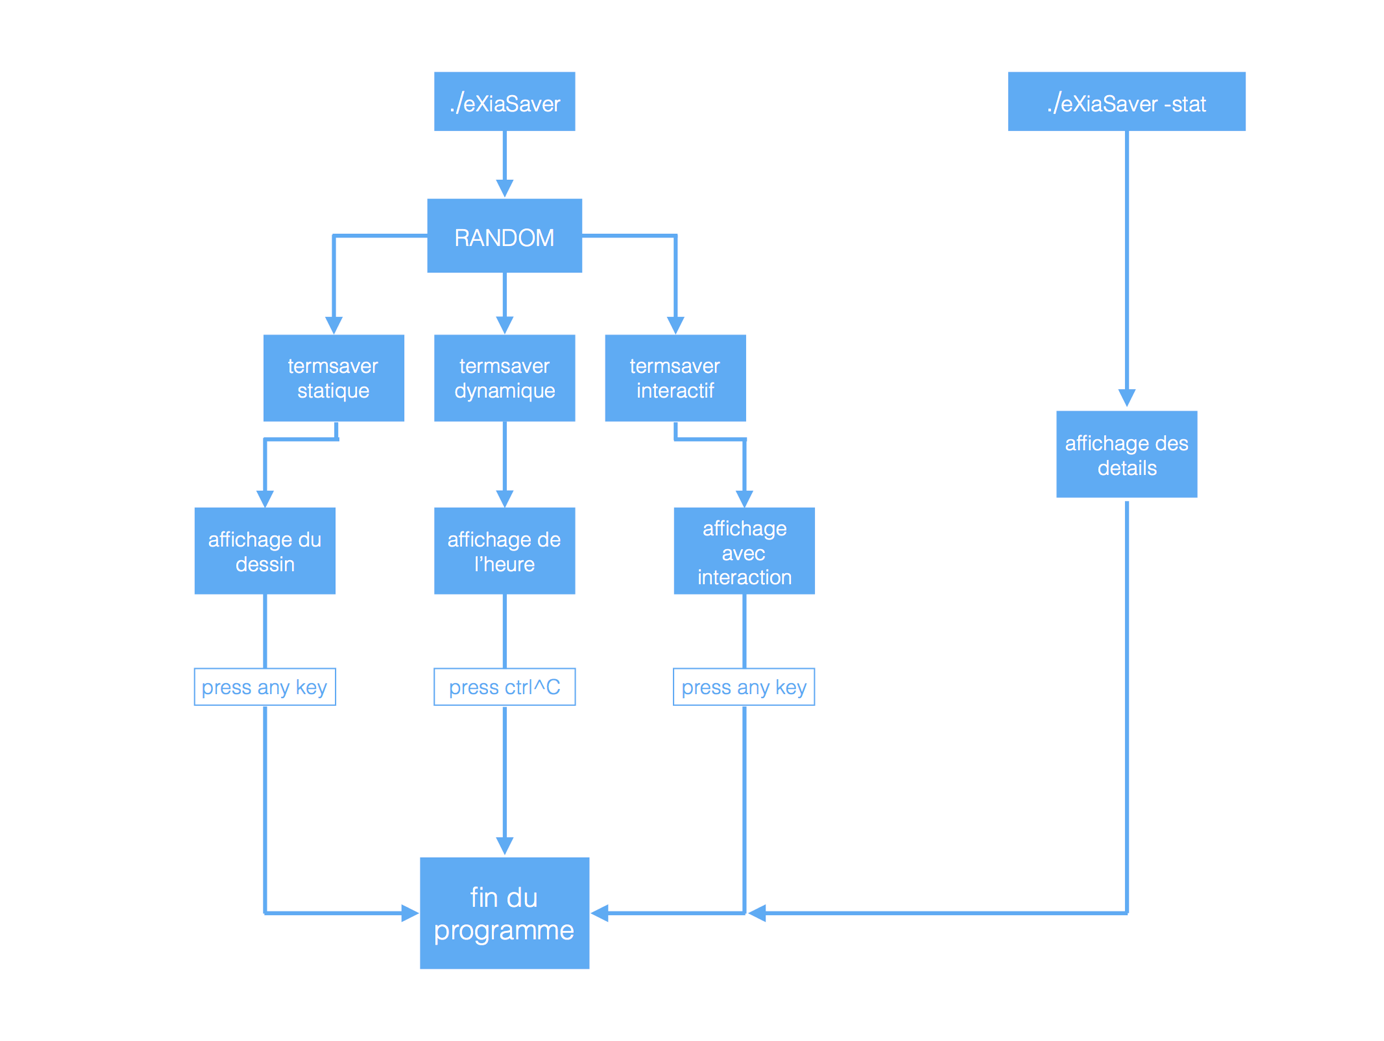 ./eXiaSaver
./eXiaSaver -stat
RANDOM
termsaver
statique
termsaver
dynamique
termsaver
interactif
affichage des
details
affichage du
dessin
affichage de
l'heure
affichage
avec
interaction
press any key
press ctrl^C
press any key
fin du
programme